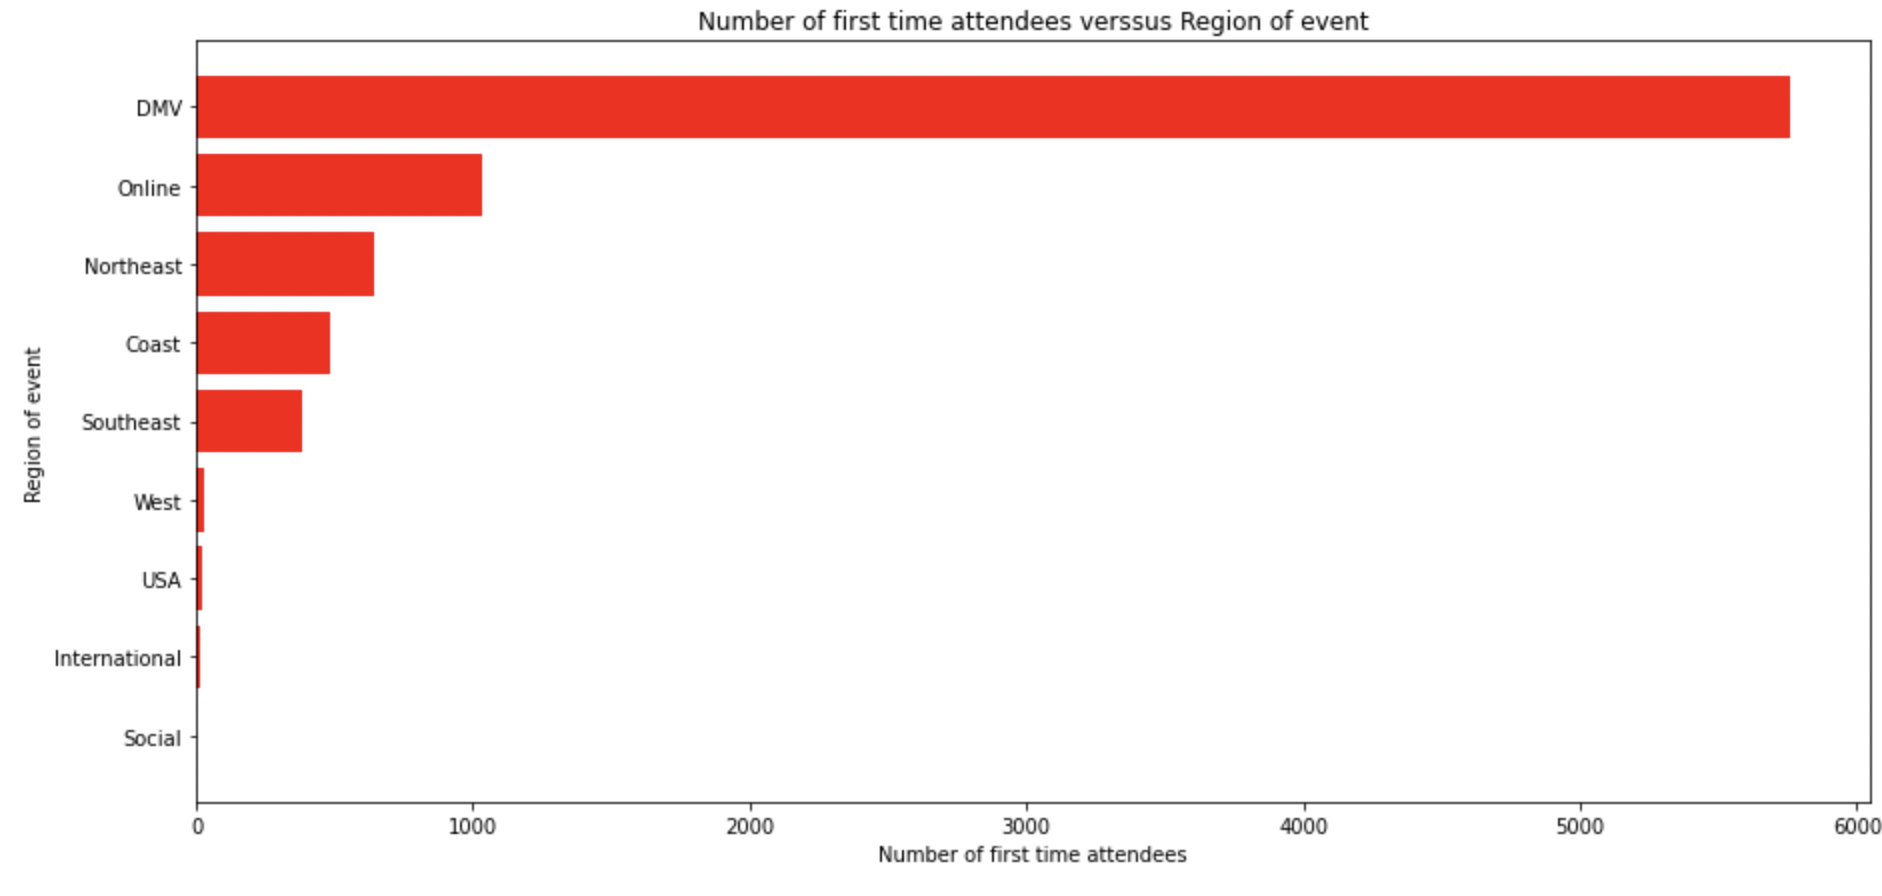 Number of first time attendees verssus Region of event
DMV
Online
Northeast
Coast
Southeast
West
USA
International
Social
Region of event
0 1000 2000 3000 4000 5000 6000
Number of first time attendees